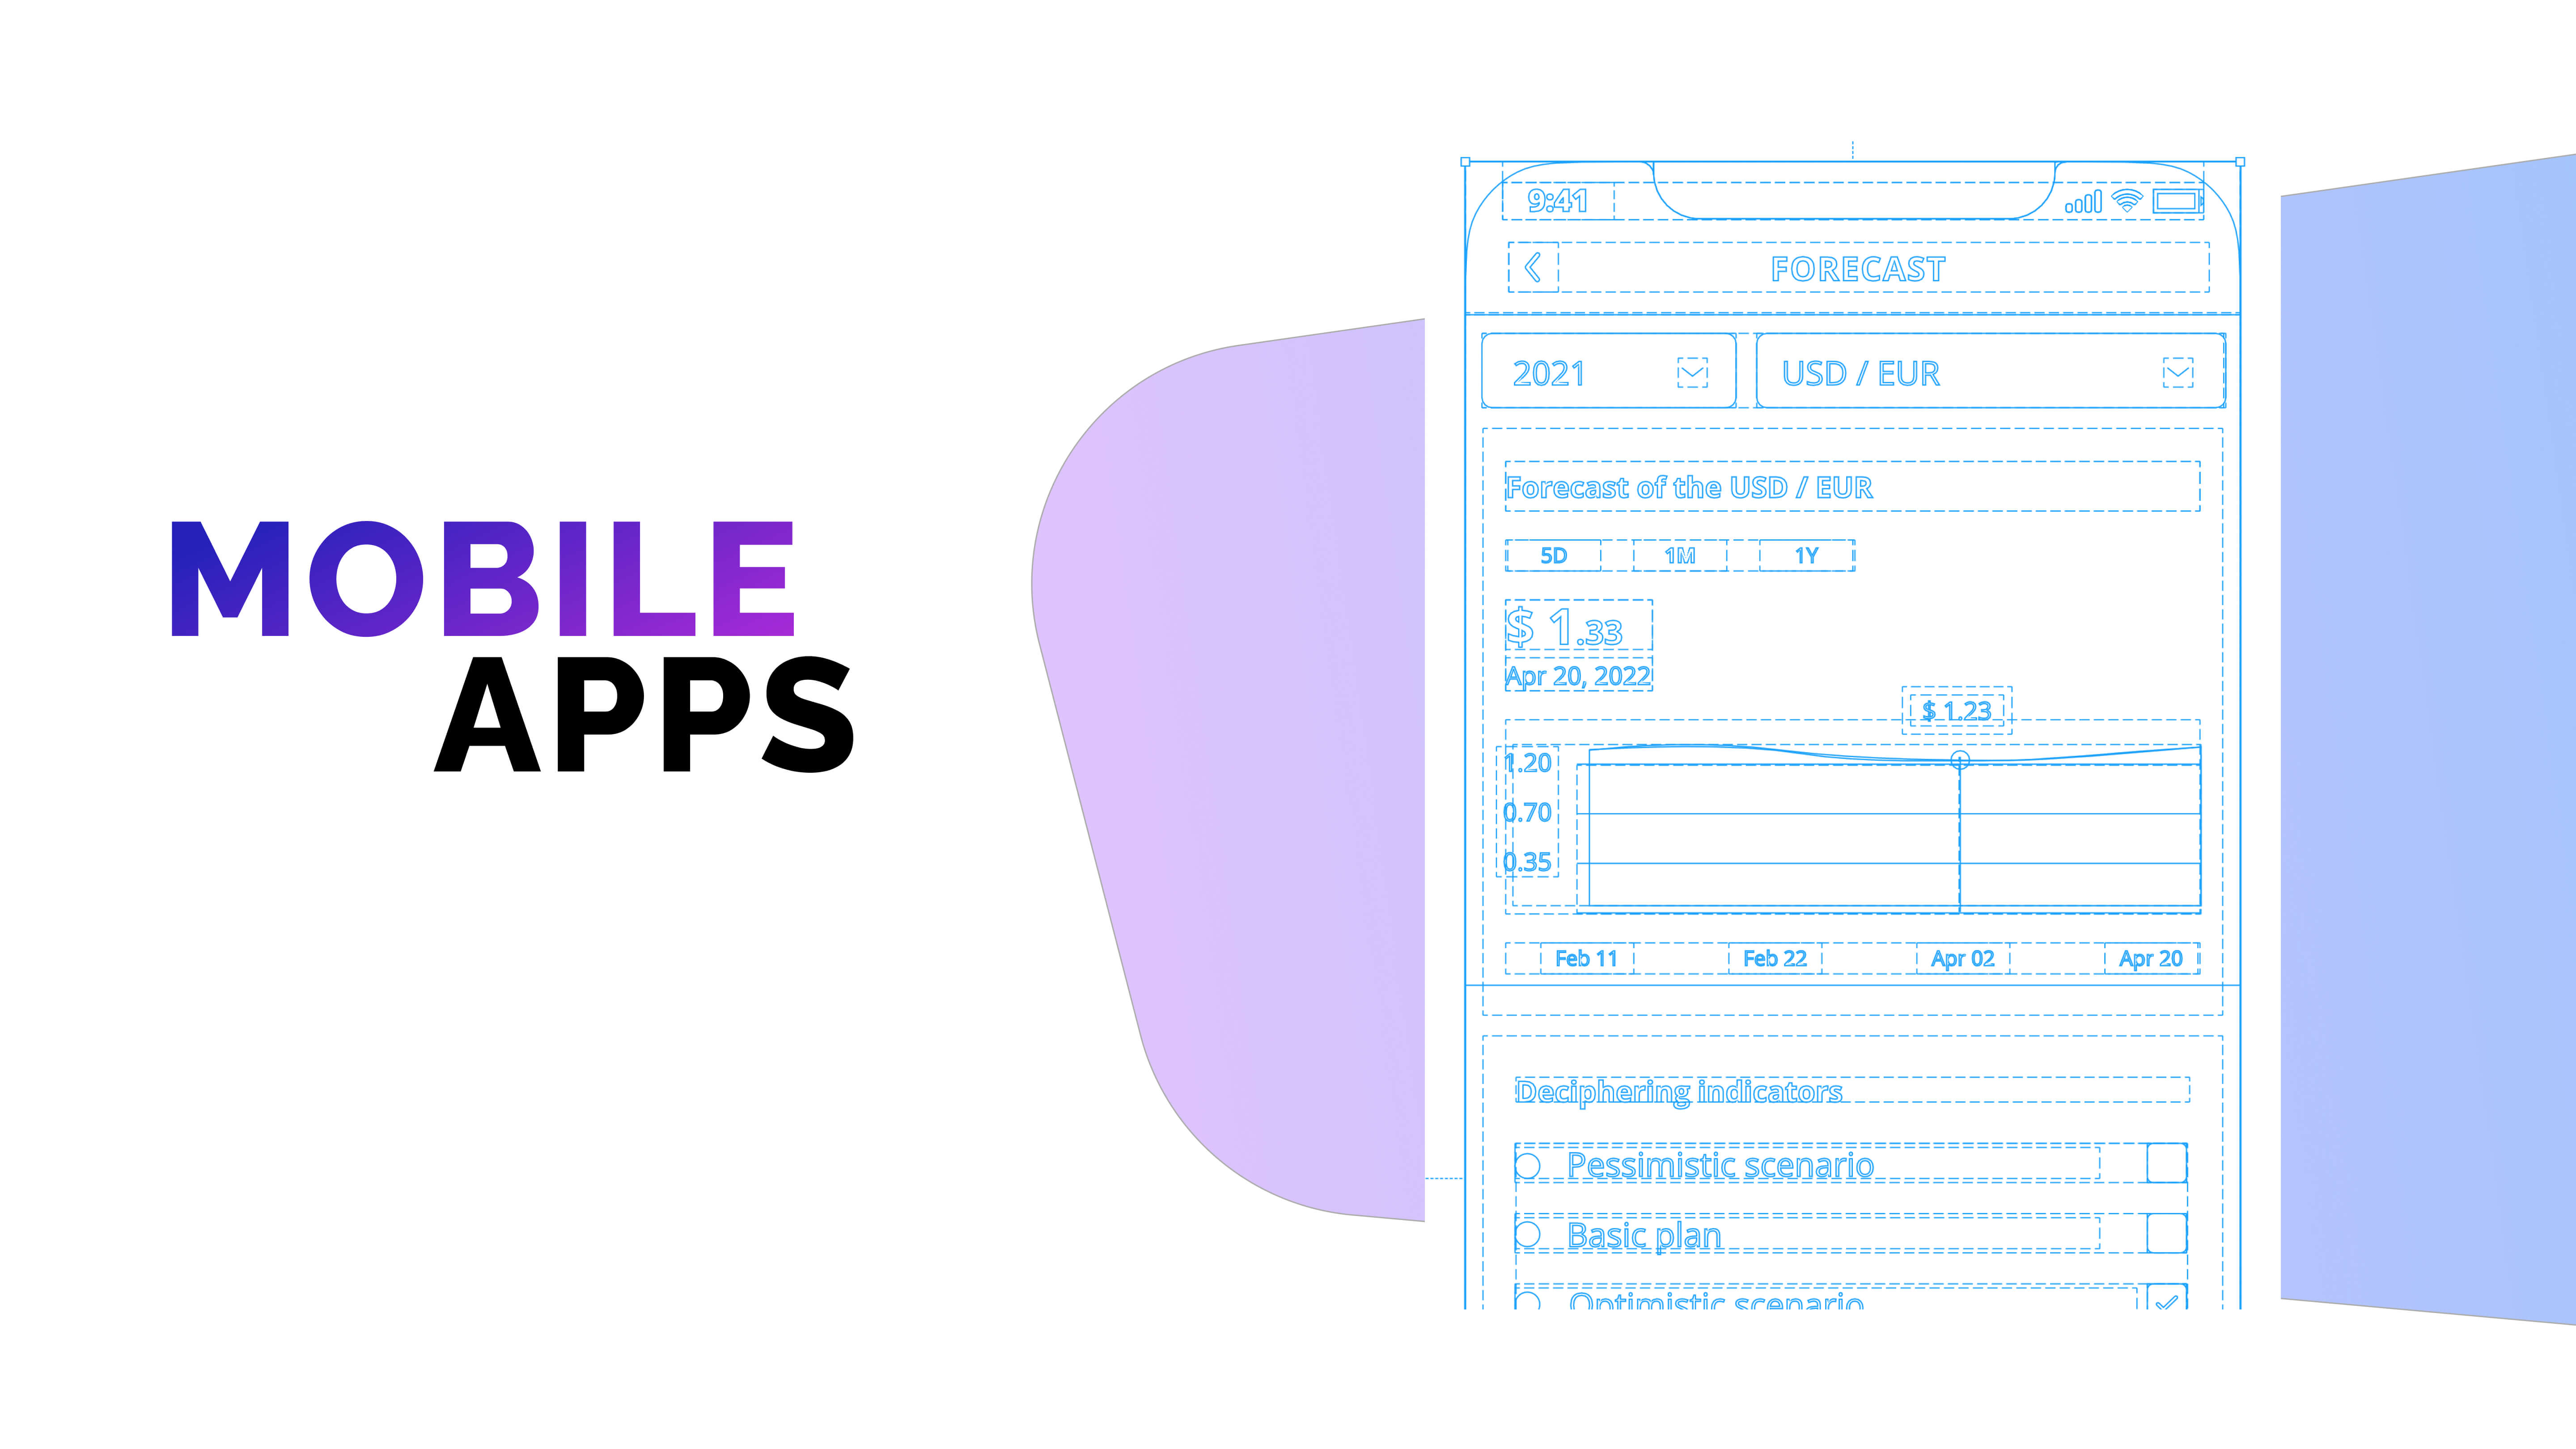 MOBILE
APPS
9:41
FORECAST
2021
USD / EUR
Forecast of the USD / EUR
5D 1M 1Y
$ 1.33
Apr 20, 2022
$ 1.23
1.20
0.70
0.35
Feb 11 Feb 22 Apr 02 Apr 20
Deciphering indicators
Pessimistic scenario
Basic plan
Optimistic scenario